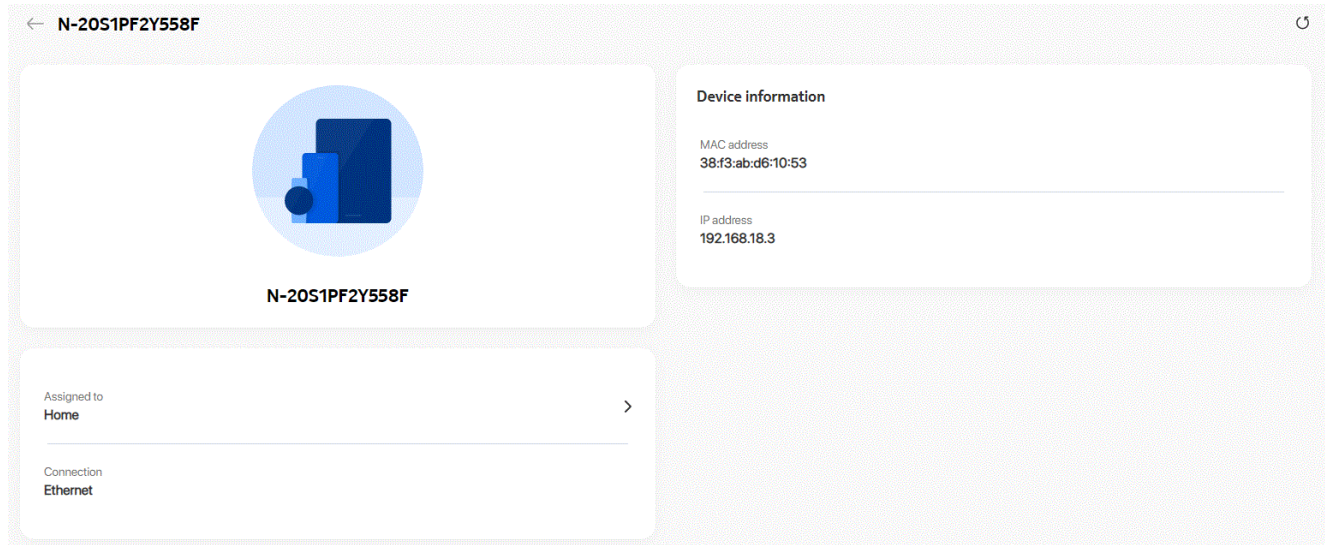 N-20S1PF2Y558F
N-20S1PF2Y558F
Assigned to
Home
Connection
Ethernet
Device information
MAC address
38:f3:ab:d6:10:53
IP address
192.168.18.3